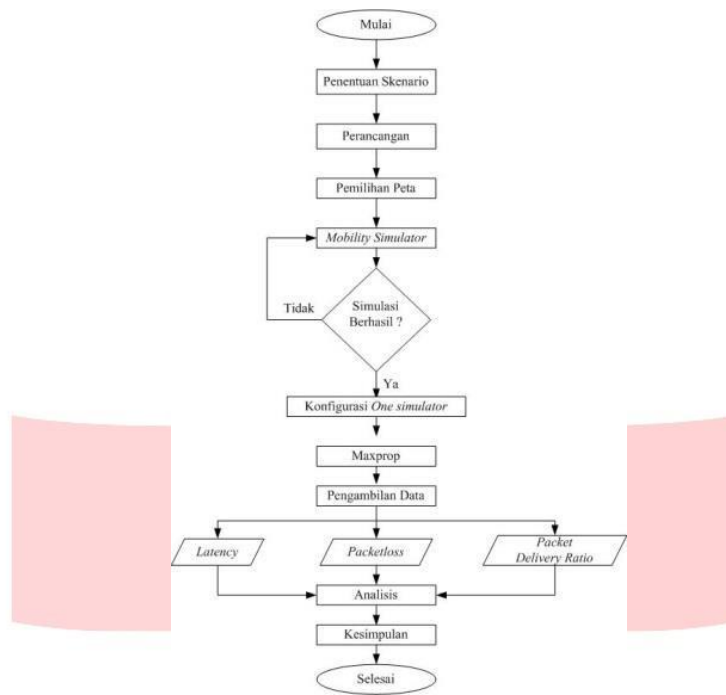 Mulai
Penentuan Skenario
Perancangan
Pemilihan Peta
Mobility Simulator
Tidak
Simulasi
Berhasil ?
Ya
Konfigurasi One simulator
Maxprop
Pengambilan Data
Latency
Packetloss
Packet
Delivery Ratio
Analisis
Kesimpulan
Selesai